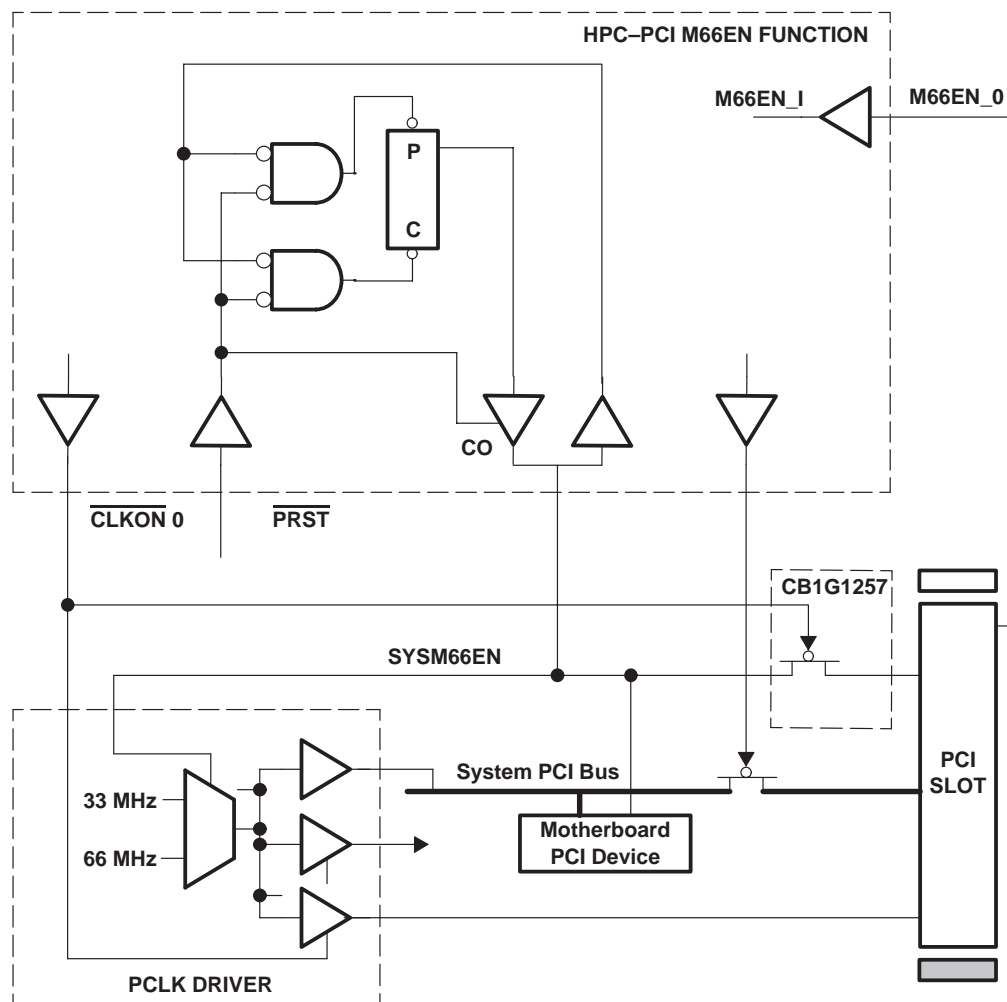 HPC–PCI M66EN FUNCTION
M66EN_I
M66EN_0
P
C
CO
CLKON 0
PRST
CB1G1257
SYSM66EN
System PCI Bus
PCI
SLOT
33 MHz
66 MHz
Motherboard
PCI Device
PCLK DRIVER